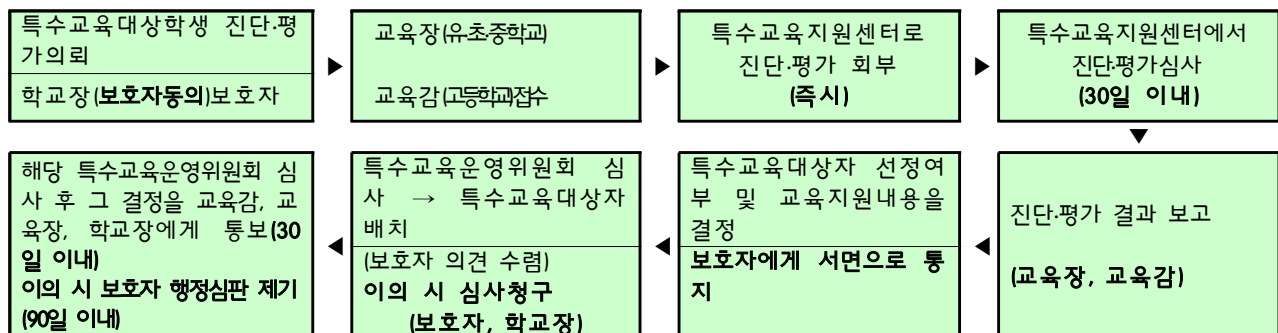 특수교육대상학생 진단·평
가의뢰
학교장(보호자동의)보호자
▶
교육장(유·초·중학교)
교육감(고등학교)접수
▶
특수교육지원센터로
진단·평가 회부
(즉시)
▶
특수교육지원센터에서
진단·평가심사
(30일 이내)
▼
진단·평가 결과 보고
(교육장, 교육감)
◀
특수교육대상자 선정여
부 및 교육지원내용을
결정
보호자에게 서면으로 통
지
◀
특수교육운영위원회 심
사 → 특수교육대상자
배치
(보호자 의견 수렴)
이의 시 심사청구
(보호자, 학교장)
◀
해당 특수교육운영위원회 심
사 후 그 결정을 교육감, 교
육장, 학교장에게 통보(30
일 이내)
이의 시 보호자 행정심판 제기
(90일 이내)